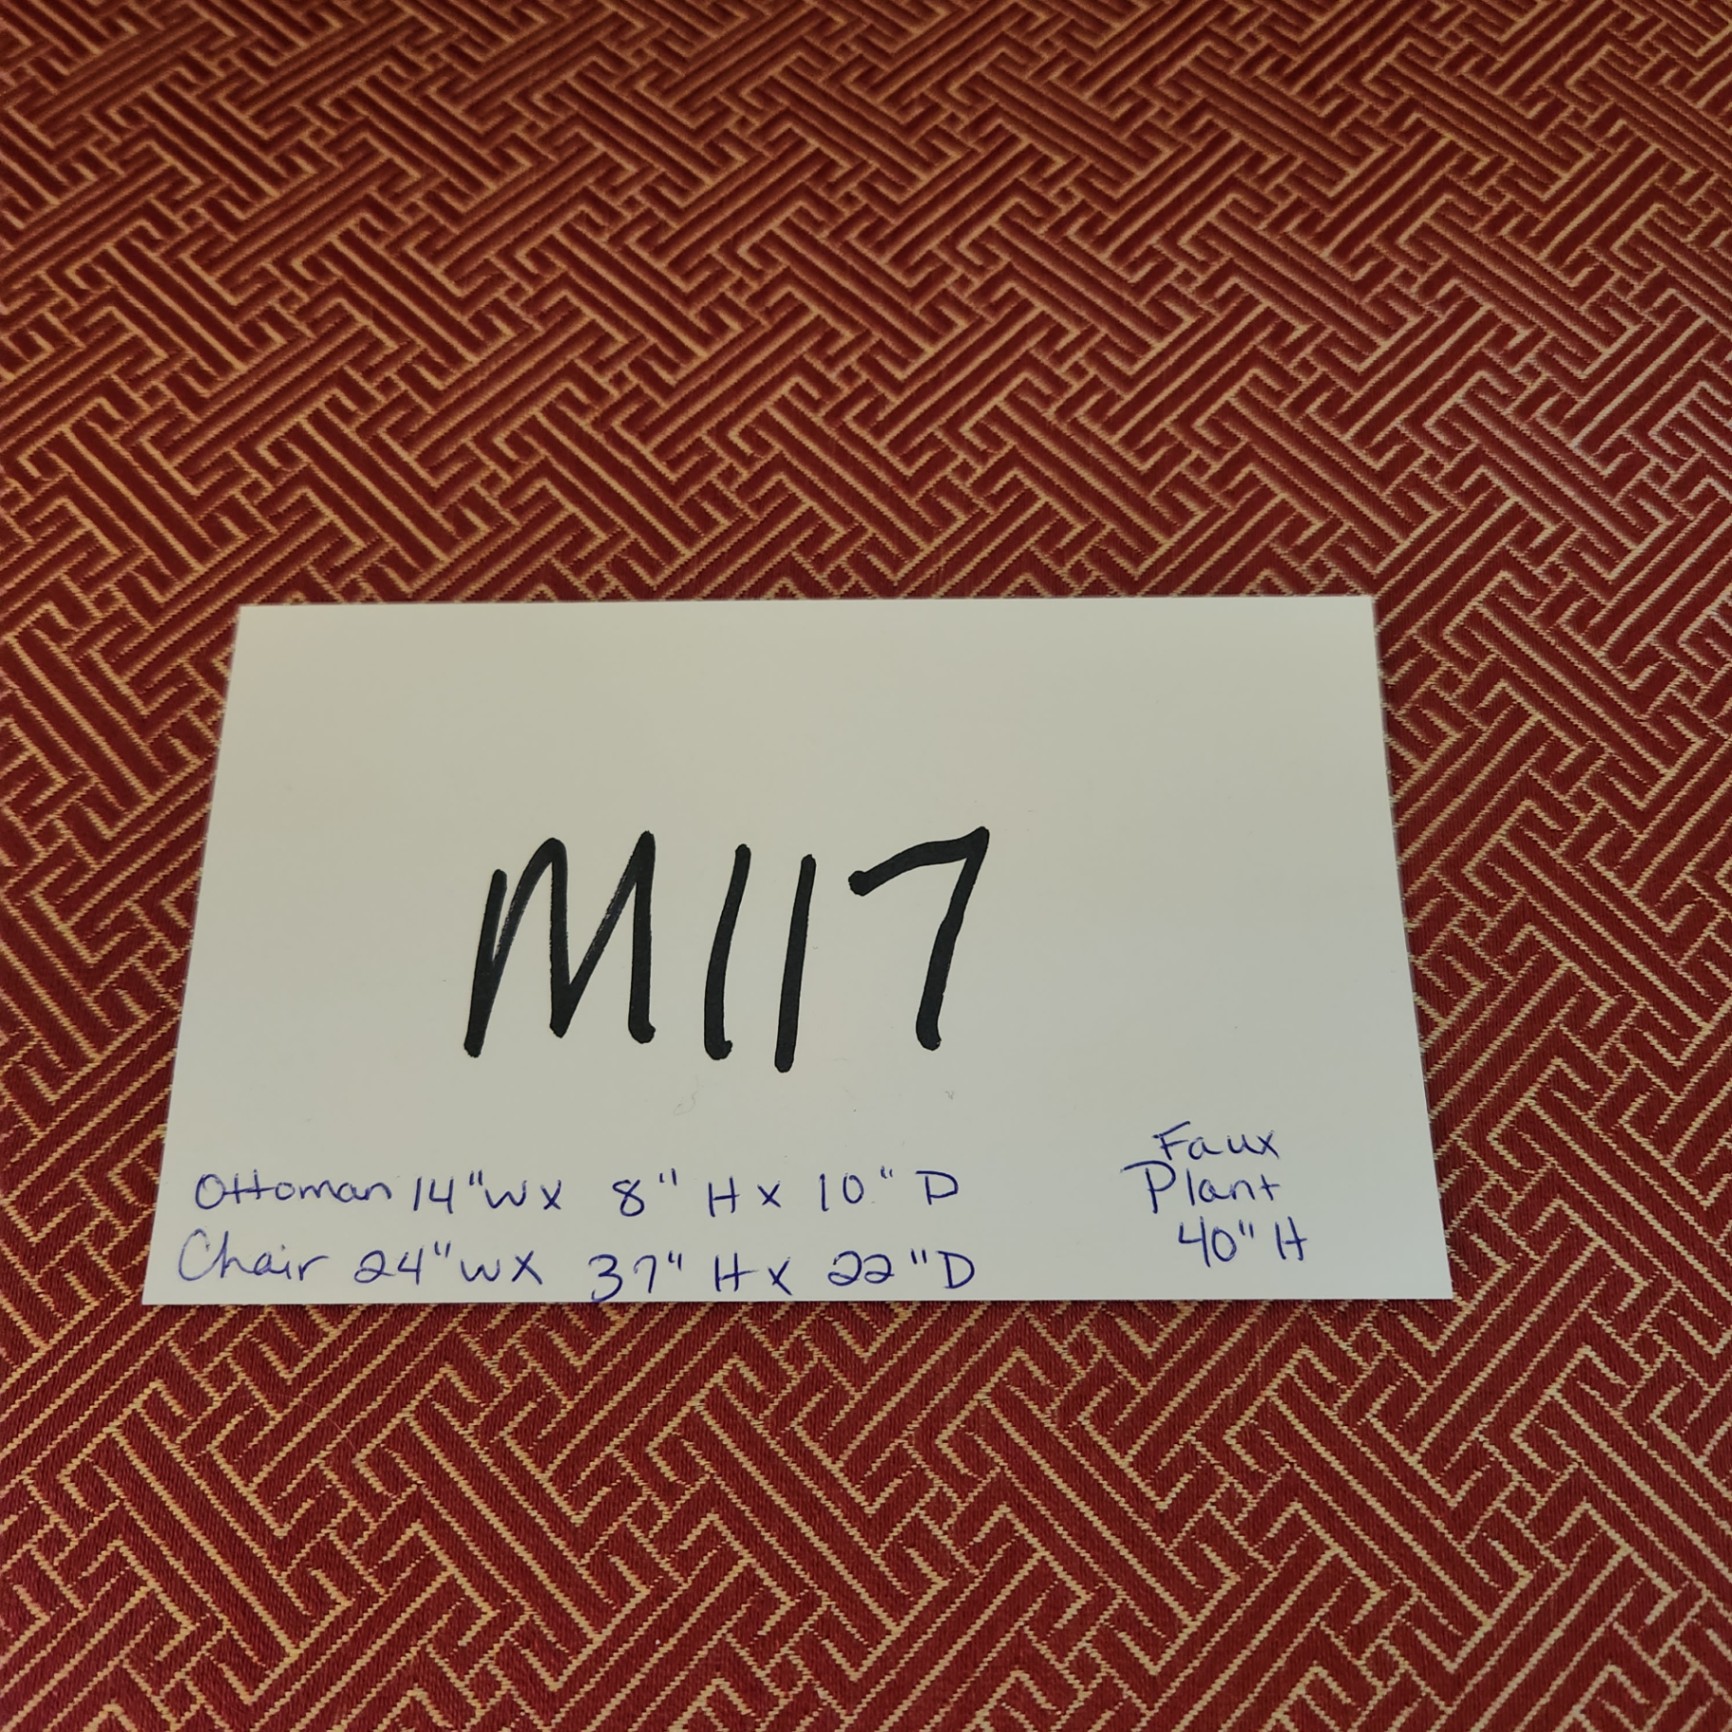 M117
Ottoman 14"W x 8" H x 10" D
Chair 24"W X 37" H x 22"D
Faux
Plant
40" H